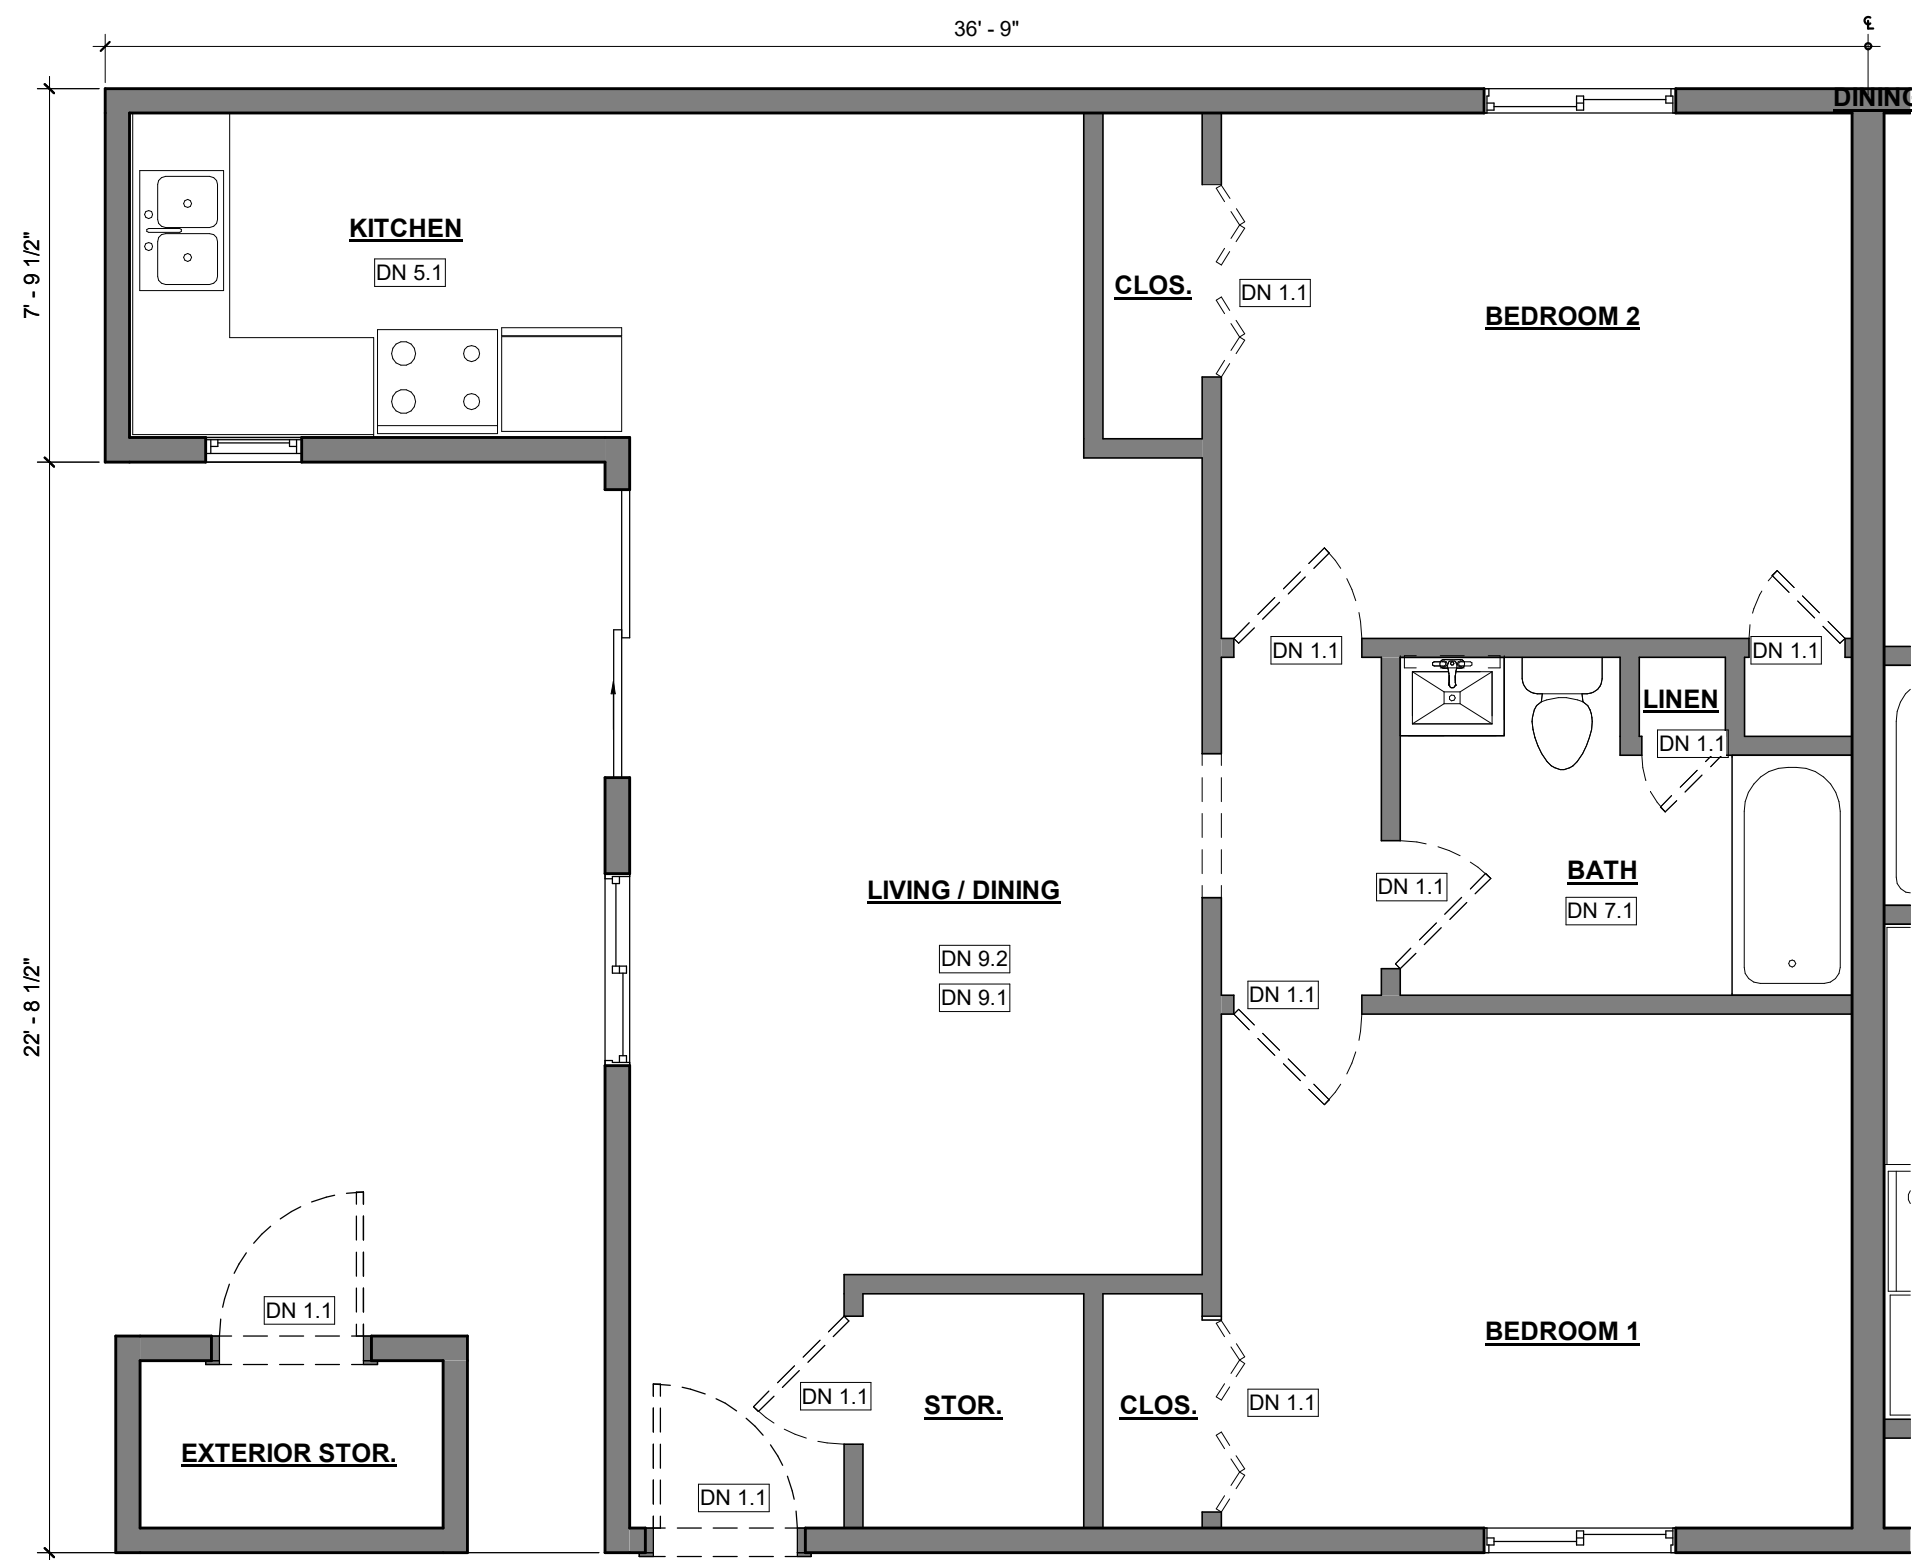 36' - 9"
℄
DINING
7' - 9 1/2"
KITCHEN
DN 5.1
CLOS.
DN 1.1
BEDROOM 2
DN 1.1
DN 1.1
LINEN
DN 1.1
BATH
DN 1.1
DN 7.1
LIVING / DINING
DN 9.2
DN 9.1
DN 1.1
22' - 8 1/2"
DN 1.1
BEDROOM 1
DN 1.1
STOR.
CLOS.
DN 1.1
EXTERIOR STOR.
DN 1.1